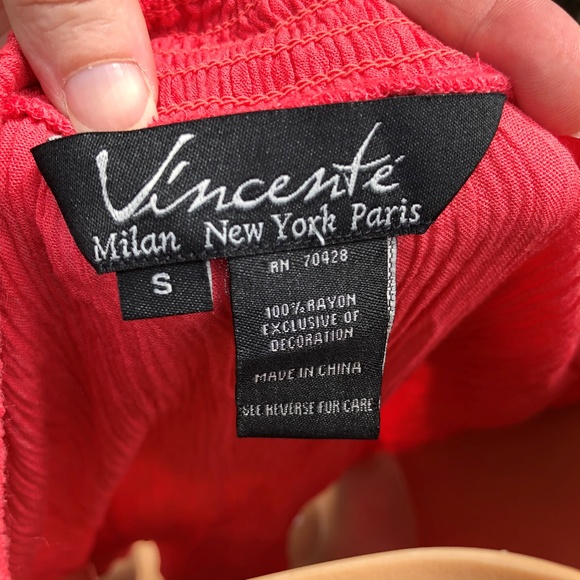 Vincenté
Milan New York Paris
S
RN 70428
100% RAYON
EXCLUSIVE OF
DECORATION
MADE IN CHINA
SEE REVERSE FOR CARE